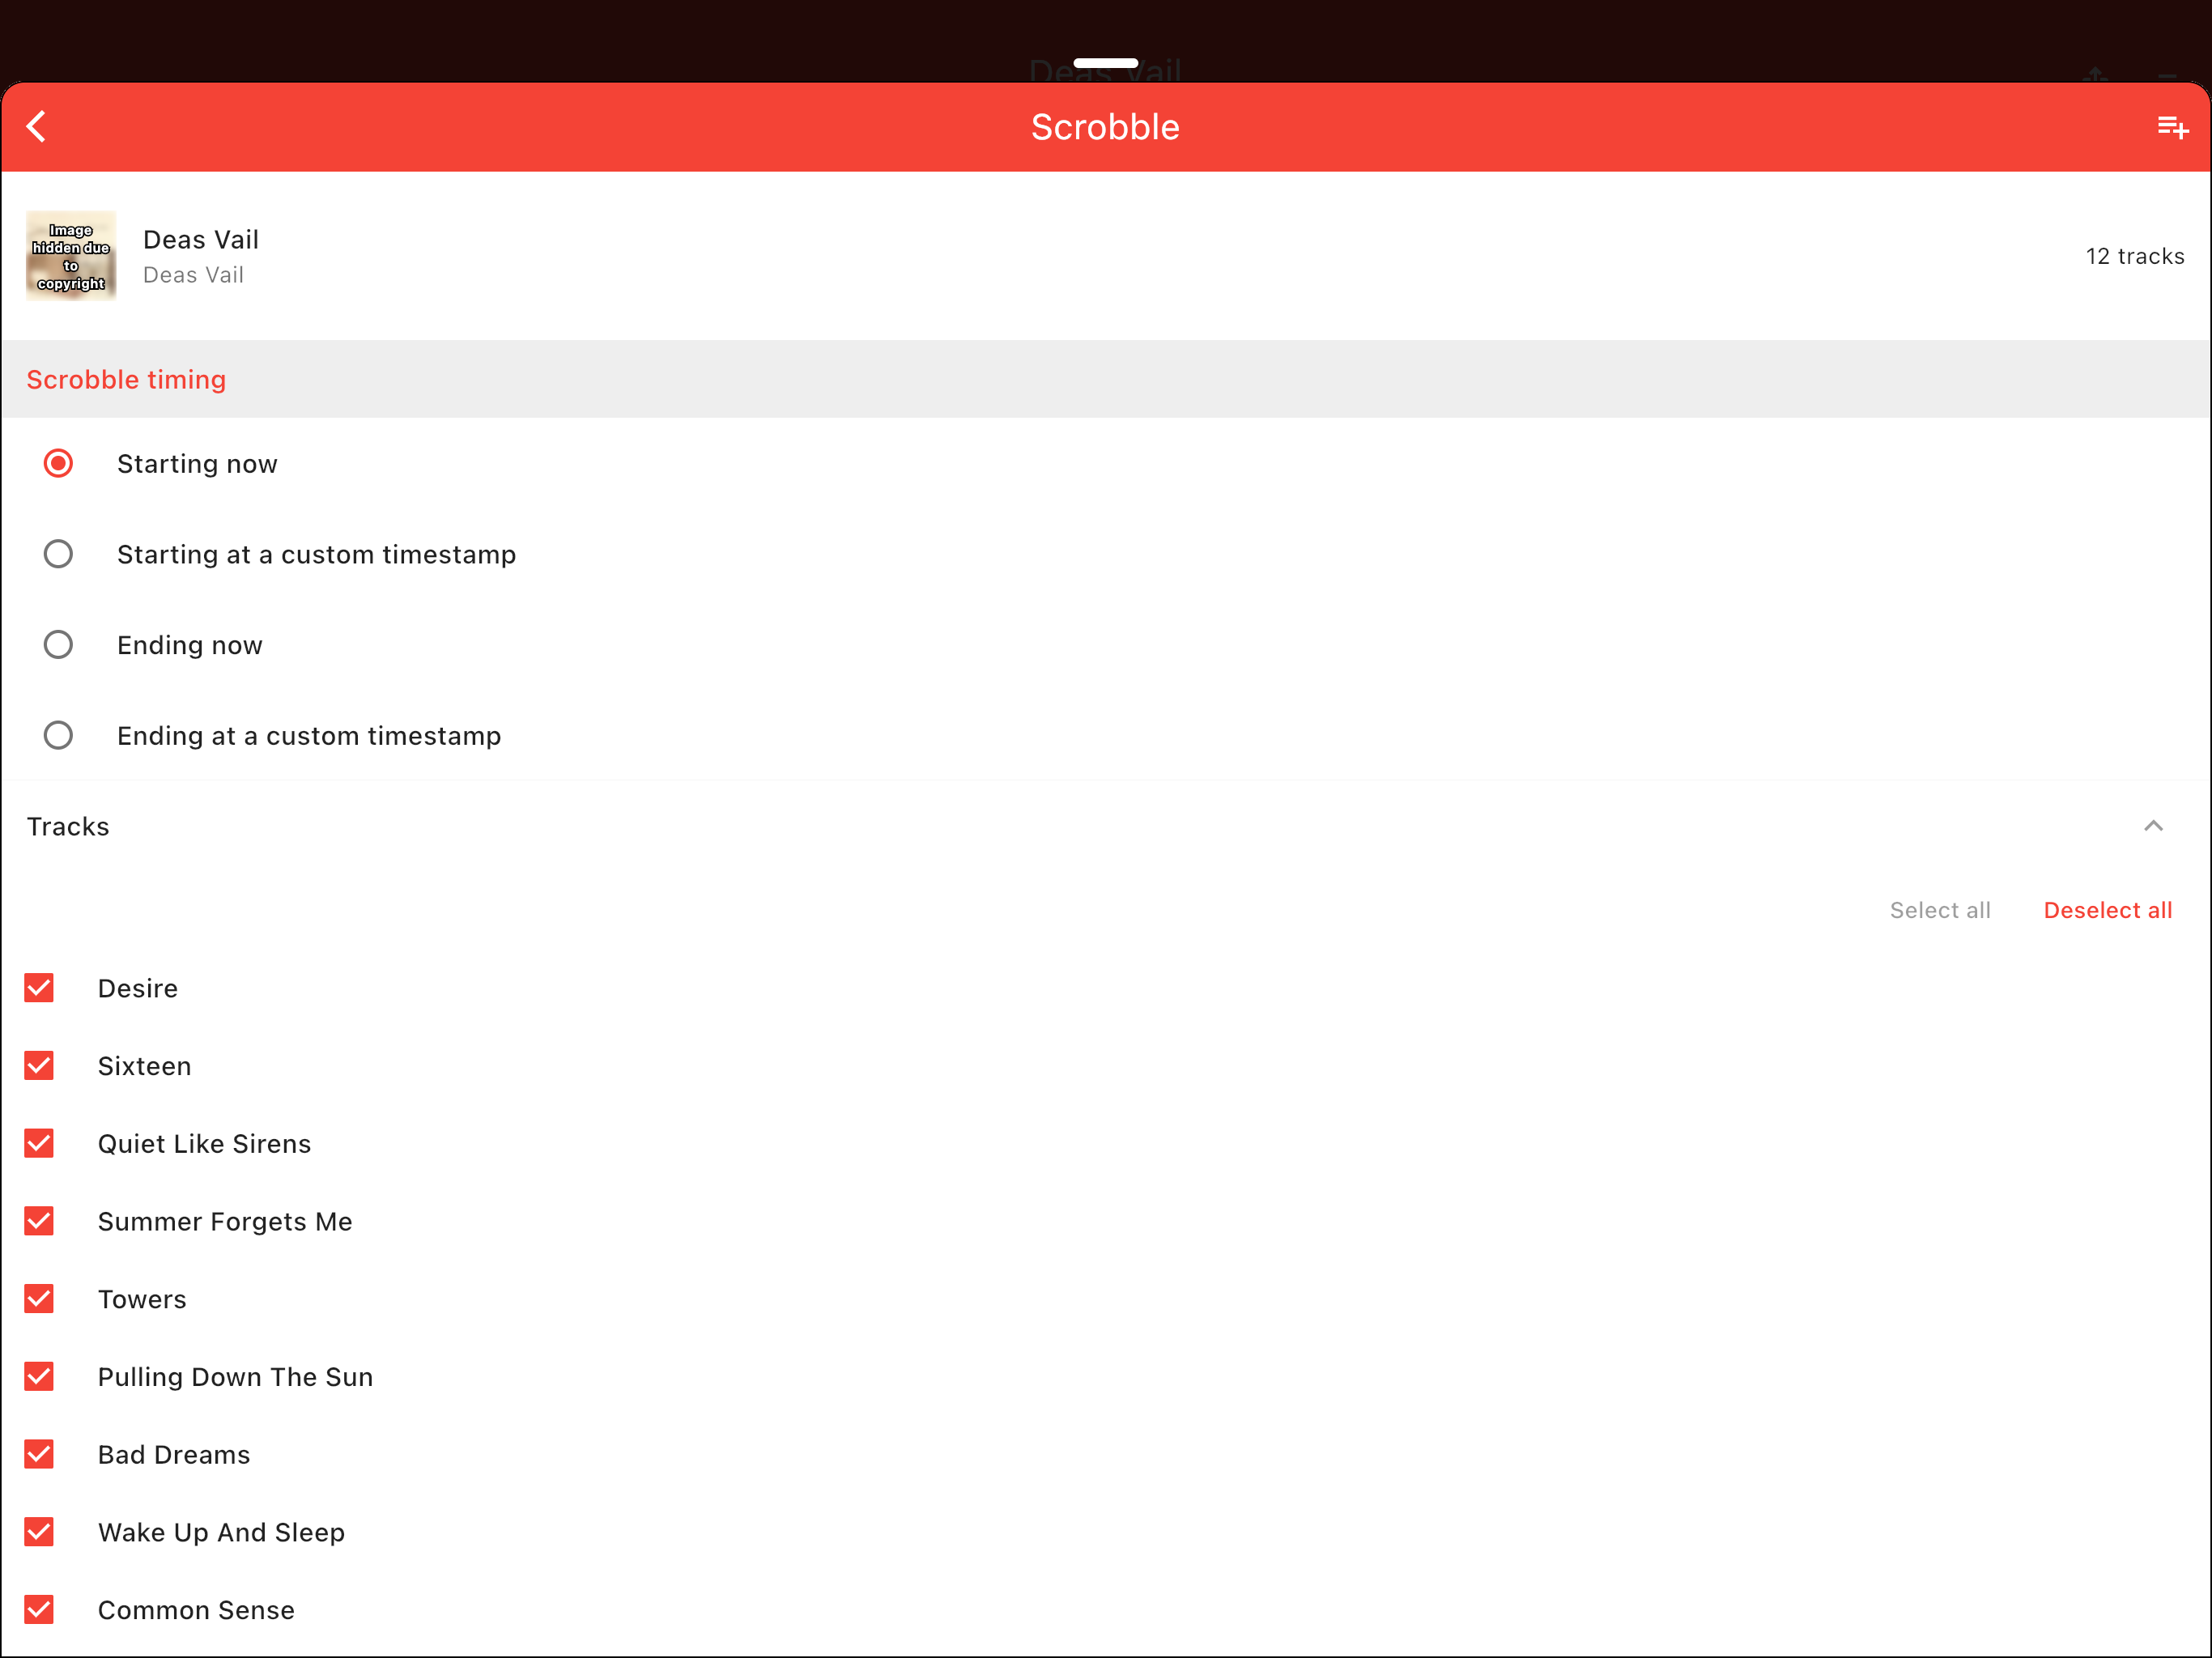 Deas Vail
Scrobble
Image
hidden due
to
copyright
Deas Vail
Deas Vail
12 tracks
Scrobble timing
Starting now
Starting at a custom timestamp
Ending now
Ending at a custom timestamp
Tracks
Select all
Deselect all
Desire
Sixteen
Quiet Like Sirens
Summer Forgets Me
Towers
Pulling Down The Sun
Bad Dreams
Wake Up And Sleep
Common Sense